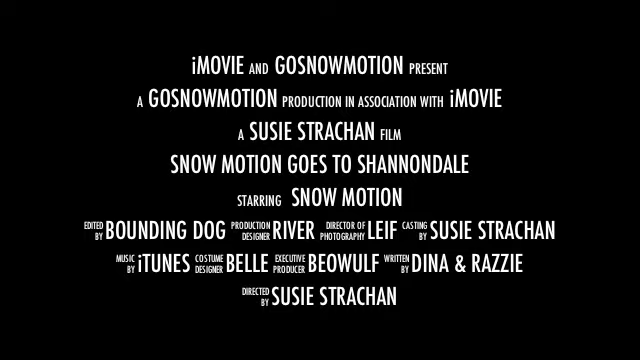 iMOVIE AND GOSNOWMOTION PRESENT
A GOSNOWMOTION PRODUCTION IN ASSOCIATION WITH iMOVIE
A SUSIE STRACHAN FILM
SNOW MOTION GOES TO SHANNONDALE
STARRING SNOW MOTION
EDITED BY BOUNDING DOG PRODUCTION DESIGNER RIVER DIRECTOR OF PHOTOGRAPHY LEIF CASTING BY SUSIE STRACHAN
MUSIC BY iTUNES COSTUME DESIGNER BELLE EXECUTIVE PRODUCER BEOWULF WRITTEN BY DINA & RAZZIE
DIRECTED BY SUSIE STRACHAN